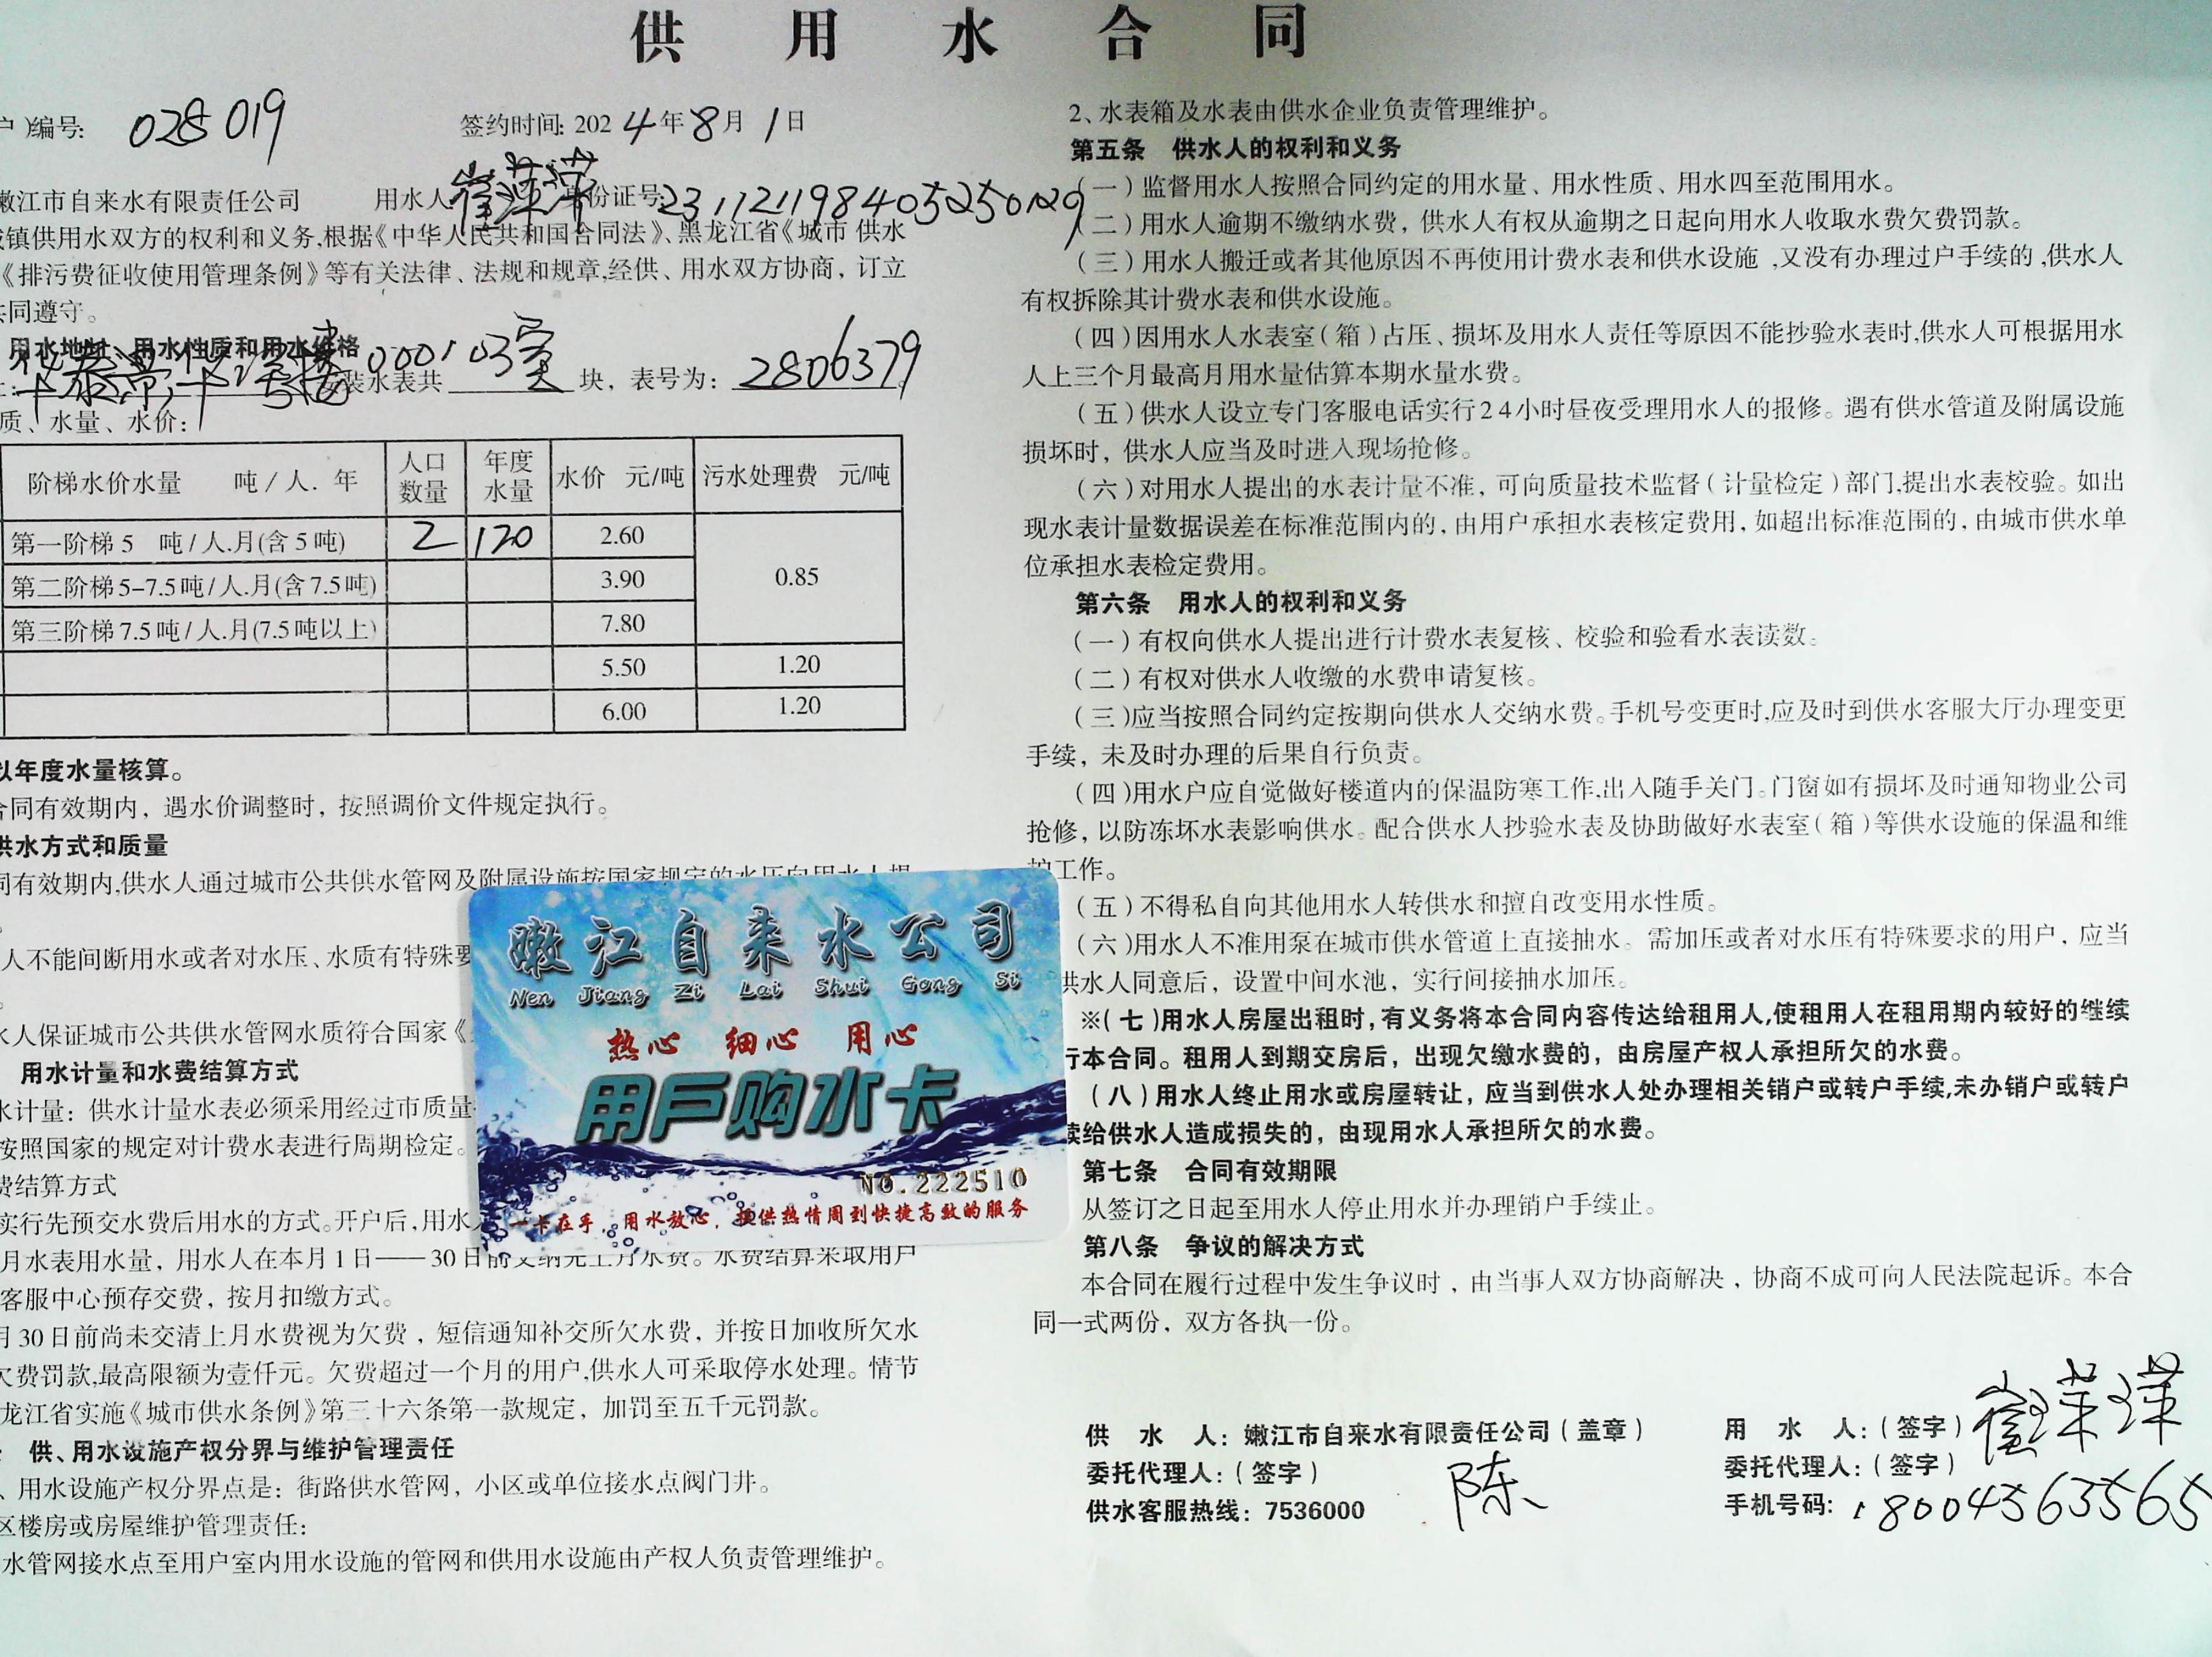 供用水合同
户)编号: 028019 签约时间: 2024年8月1日
嫩江市自来水有限责任公司 用水人 份证号
城镇供用水双方的权利和义务,根据《中华人民共和国合同法》、黑龙江省《城市 供水
《排污费征收使用管理条例》等有关法律、法规和规章,经供、用水双方协商，订立
共同遵守。
用水地址、用水性质和用水价格
安装水表共 块，表号为: 2806379
质、水量、水价:
阶梯水价水量 吨/人. 年 人口数量 年度水量 水价 元/吨 污水处理费 元/吨
第一阶梯 5 吨/人.月(含 5 吨) 2 120 2.60
第二阶梯 5-7.5 吨/人.月(含 7.5 吨) 3.90 0.85
第三阶梯 7.5 吨/人.月(7.5 吨以上) 7.80
5.50 1.20
6.00 1.20
以年度水量核算。
合同有效期内，遇水价调整时，按照调价文件规定执行。
供水方式和质量
同有效期内,供水人通过城市公共供水管网及附属设施按国家规定的水压向用水人提
。
人不能间断用水或者对水压、水质有特殊要
。
水人保证城市公共供水管网水质符合国家《
用水计量和水费结算方式
水计量：供水计量水表必须采用经过市质量
按照国家的规定对计费水表进行周期检定。
费结算方式
实行先预交水费后用水的方式。开户后,用水
月水表用水量，用水人在本月 1 日——30 日前交纳完上月水费。水费结算采取用户
客服中心预存交费，按月扣缴方式。
月 30 日前尚未交清上月水费视为欠费，短信通知补交所欠水费，并按日加收所欠水
欠费罚款,最高限额为壹仟元。欠费超过一个月的用户,供水人可采取停水处理。情节
龙江省实施《城市供水条例》第三十六条第一款规定，加罚至五千元罚款。
供、用水设施产权分界与维护管理责任
、用水设施产权分界点是：街路供水管网，小区或单位接水点阀门井。
区楼房或房屋维护管理责任:
水管网接水点至用户室内用水设施的管网和供用水设施由产权人负责管理维护。
嫩江自来水公司
Nen Jiang Zi Lai Shui Gong Si
热心 细心 用心
用户购水卡
NO.222510
一卡在手，用水放心，提供热情周到快捷高效的服务
2、水表箱及水表由供水企业负责管理维护。
第五条 供水人的权利和义务
(一)监督用水人按照合同约定的用水量、用水性质、用水四至范围用水。
(二)用水人逾期不缴纳水费，供水人有权从逾期之日起向用水人收取水费欠费罚款。
(三)用水人搬迁或者其他原因不再使用计费水表和供水设施 ,又没有办理过户手续的 ,供水人
有权拆除其计费水表和供水设施。
(四)因用水人水表室(箱)占压、损坏及用水人责任等原因不能抄验水表时,供水人可根据用水
人上三个月最高月用水量估算本期水量水费。
(五)供水人设立专门客服电话实行24小时昼夜受理用水人的报修。遇有供水管道及附属设施
损坏时，供水人应当及时进入现场抢修。
(六)对用水人提出的水表计量不准，可向质量技术监督(计量检定)部门,提出水表校验。如出
现水表计量数据误差在标准范围内的，由用户承担水表核定费用，如超出标准范围的，由城市供水单
位承担水表检定费用。
第六条 用水人的权利和义务
(一)有权向供水人提出进行计费水表复核、校验和验看水表读数。
(二)有权对供水人收缴的水费申请复核。
(三)应当按照合同约定按期向供水人交纳水费。手机号变更时,应及时到供水客服大厅办理变更
手续，未及时办理的后果自行负责。
(四)用水户应自觉做好楼道内的保温防寒工作,出入随手关门。门窗如有损坏及时通知物业公司
抢修，以防冻坏水表影响供水。配合供水人抄验水表及协助做好水表室(箱)等供水设施的保温和维
护工作。
(五)不得私自向其他用水人转供水和擅自改变用水性质。
(六)用水人不准用泵在城市供水管道上直接抽水。需加压或者对水压有特殊要求的用户，应当
供水人同意后，设置中间水池，实行间接抽水加压。
※(七)用水人房屋出租时,有义务将本合同内容传达给租用人,使租用人在租用期内较好的继续
行本合同。租用人到期交房后，出现欠缴水费的，由房屋产权人承担所欠的水费。
(八)用水人终止用水或房屋转让，应当到供水人处办理相关销户或转户手续,未办销户或转户
续给供水人造成损失的，由现用水人承担所欠的水费。
第七条 合同有效期限
从签订之日起至用水人停止用水并办理销户手续止。
第八条 争议的解决方式
本合同在履行过程中发生争议时，由当事人双方协商解决，协商不成可向人民法院起诉。本合
同一式两份，双方各执一份。
供 水 人：嫩江市自来水有限责任公司(盖章) 用 水 人:(签字)
委托代理人:(签字) 陈 委托代理人:(签字)
供水客服热线：7536000 手机号码: 18004563565